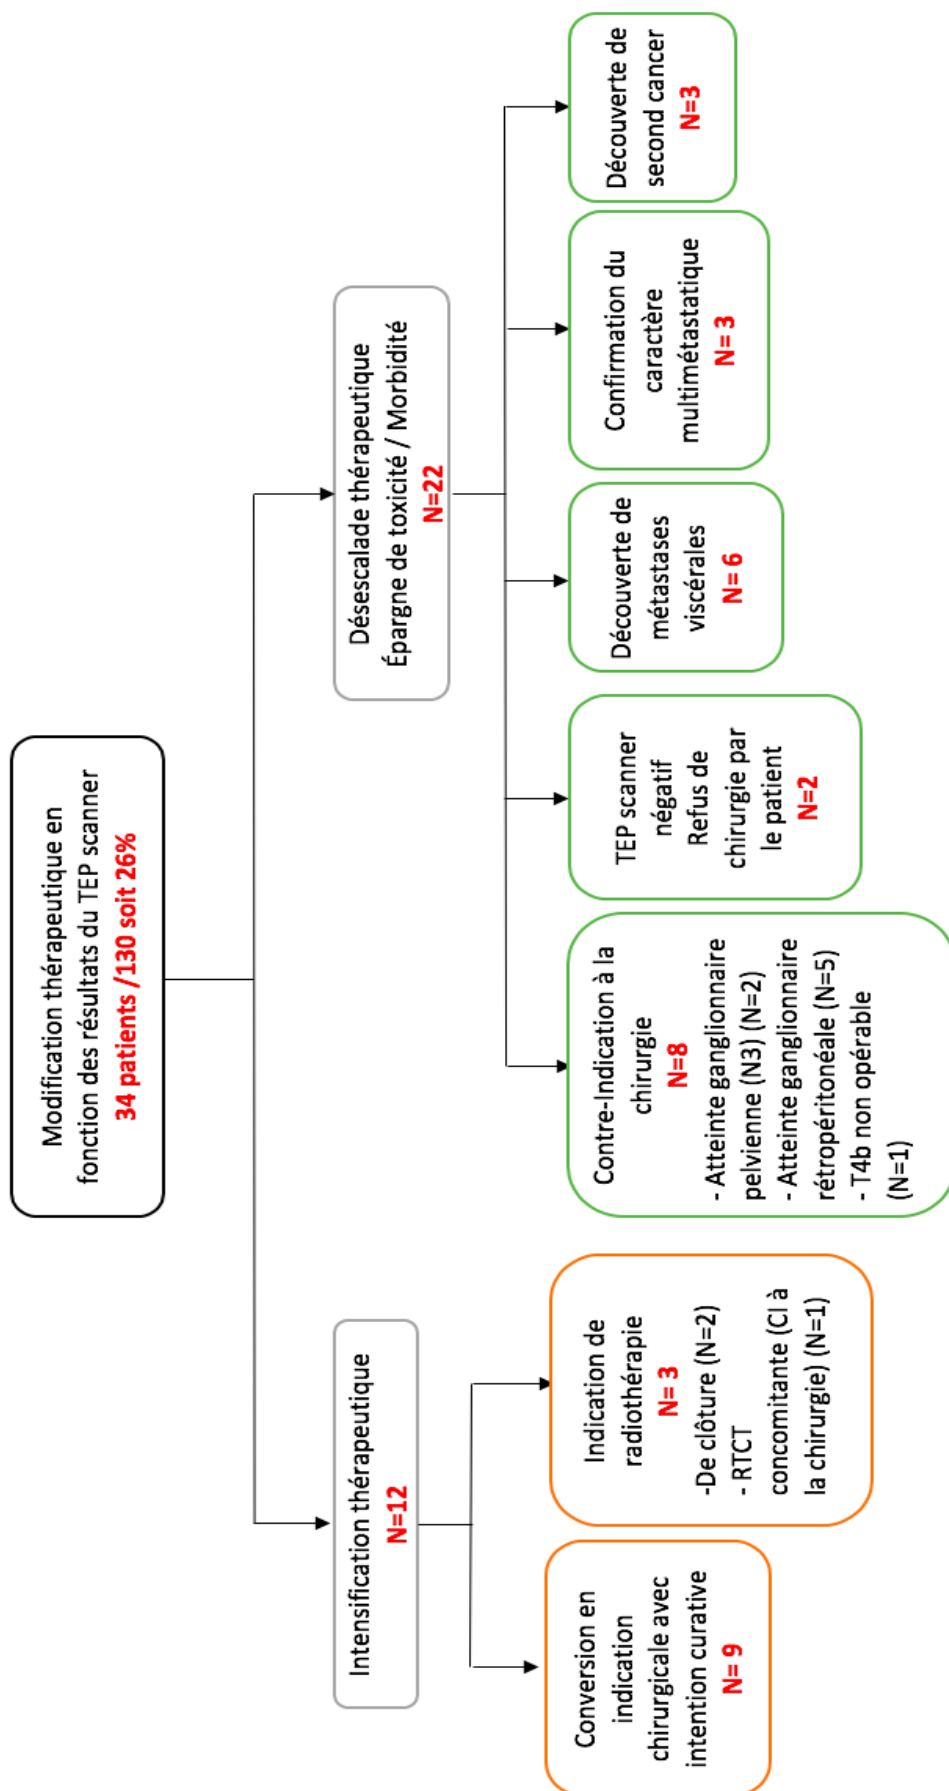 Modification thérapeutique en
fonction des résultats du TEP scanner
34 patients /130 soit 26%
Intensification thérapeutique
N=12
Désescalade thérapeutique
Épargne de toxicité / Morbidité
N=22
Conversion en
indication
chirurgicale avec
intention curative
N= 9
Indication de
radiothérapie
N= 3
-De clôture (N=2)
- RTCT
concomitante (CI à
la chirurgie) (N=1)
Contre-Indication à la
chirurgie
N=8
- Atteinte ganglionnaire
pelvienne (N3) (N=2)
- Atteinte ganglionnaire
rétropéritonéale (N=5)
- T4b non opérable
(N=1)
TEP scanner
négatif
Refus de
chirurgie par
le patient
N=2
Découverte de
métastases
viscérales
N= 6
Confirmation du
caractère
multimétastatique
N= 3
Découverte de
second cancer
N=3